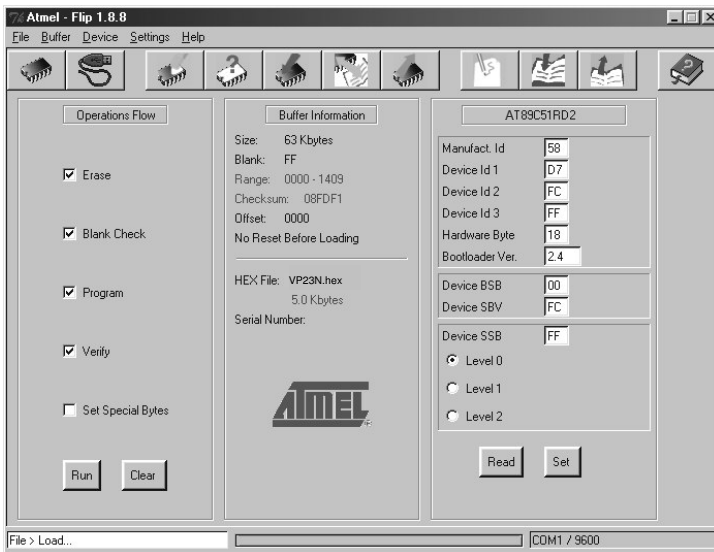 Atmel - Flip 1.8.8
File Buffer Device Settings Help
Operations Flow
Erase
Blank Check
Program
Verify
Set Special Bytes
Run Clear
Buffer Information
Size: 63 Kbytes
Blank: FF
Range: 0000 - 1409
Checksum: 08FDF1
Offset: 0000
No Reset Before Loading
HEX File: VP23N.hex
5.0 Kbytes
Serial Number:
ATMEL
AT89C51RD2
Manufact. Id 58
Device Id 1 D7
Device Id 2 FC
Device Id 3 FF
Hardware Byte 18
Bootloader Ver. 2.4
Device BSB 00
Device SBV FC
Device SSB FF
Level 0
Level 1
Level 2
Read Set
File > Load...
COM1 / 9600